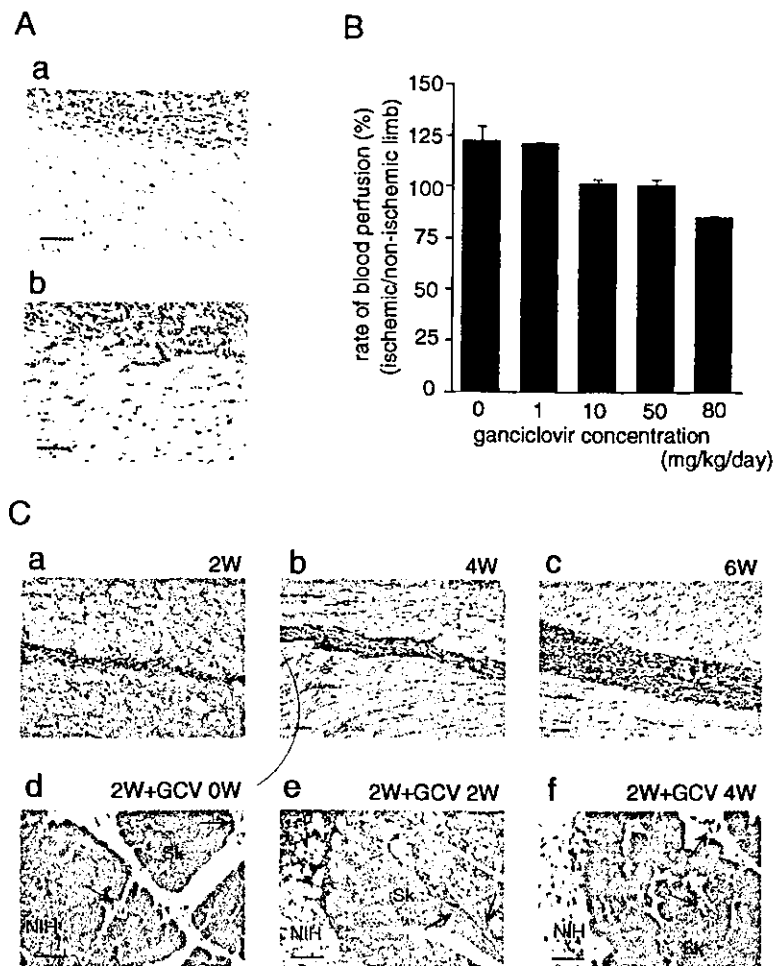 A
a
b
B
150
125
100
75
50
25
0
rate of blood perfusion (%)
(ischemic/non-ischemic limb)
0 1 10 50 80
ganciclovir concentration
(mg/kg/day)
C
a 2W
b 4W
c 6W
d 2W+GCV 0W
Sk
NIH
e 2W+GCV 2W
Sk
NIH
f 2W+GCV 4W
NIH
Sk